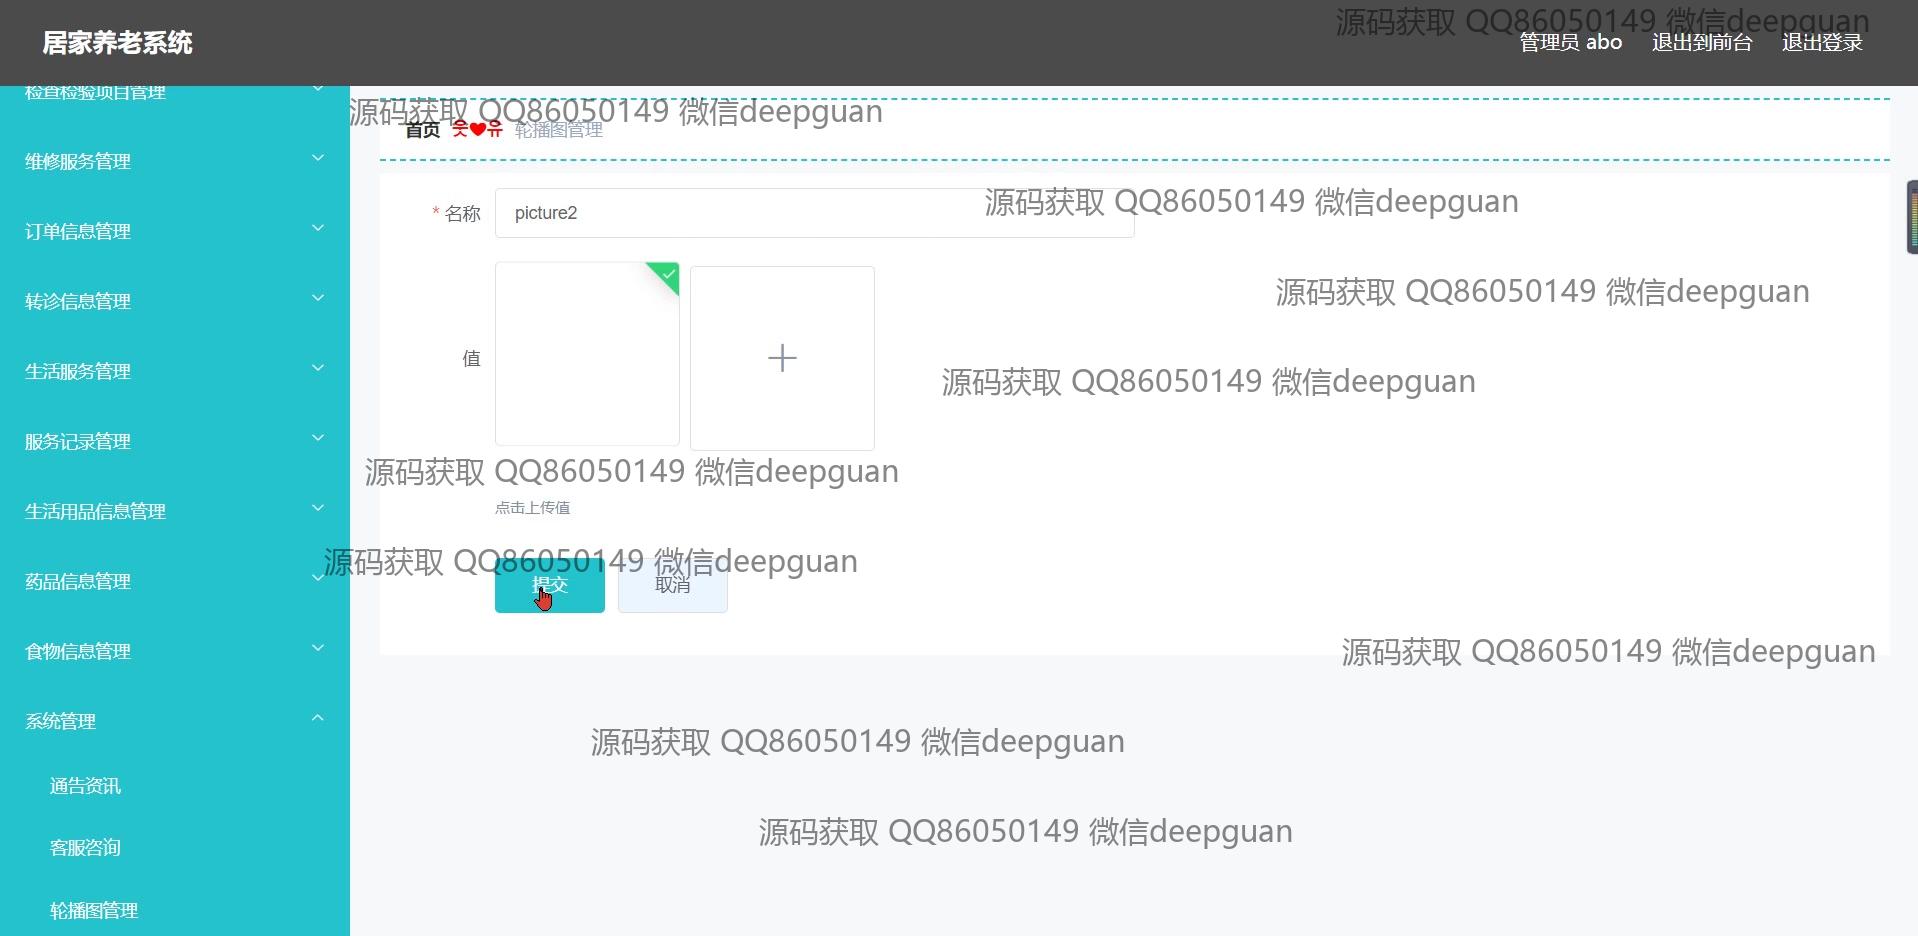 源码获取 QQ86050149 微信deepguan
居家养老系统
管理员 abo
退出到前台
退出登录
检查检验项目管理
源码获取 QQ86050149 微信deepguan
首页 웃❤유 轮播图管理
维修服务管理
源码获取 QQ86050149 微信deepguan
* 名称
picture2
订单信息管理
源码获取 QQ86050149 微信deepguan
转诊信息管理
值
生活服务管理
源码获取 QQ86050149 微信deepguan
服务记录管理
源码获取 QQ86050149 微信deepguan
生活用品信息管理
点击上传值
源码获取 QQ86050149 微信deepguan
药品信息管理
提交
取消
食物信息管理
源码获取 QQ86050149 微信deepguan
系统管理
源码获取 QQ86050149 微信deepguan
通告资讯
源码获取 QQ86050149 微信deepguan
客服咨询
轮播图管理